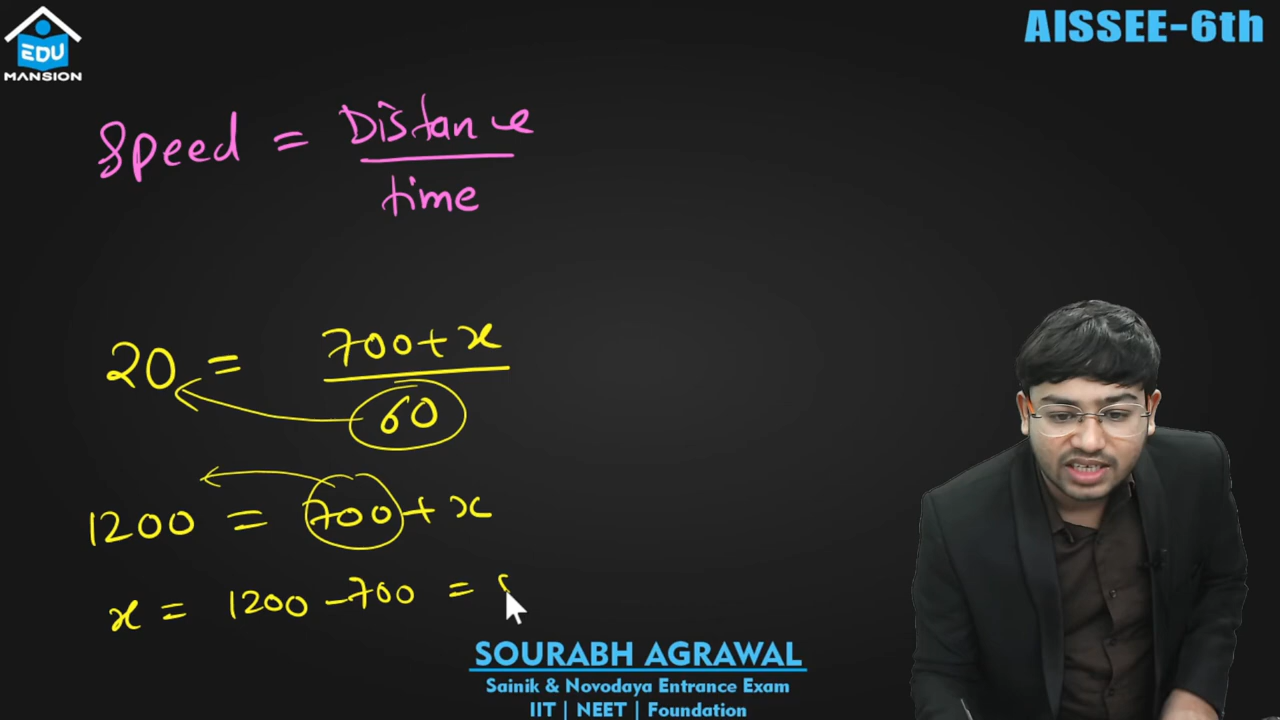 EDU
MANSION
AISSEE-6th
Speed = Distance
time
20 = 700+x
60
1200 = 700+x
x = 1200-700 =
SOURABH AGRAWAL
Sainik & Novodaya Entrance Exam
IIT | NEET | Foundation